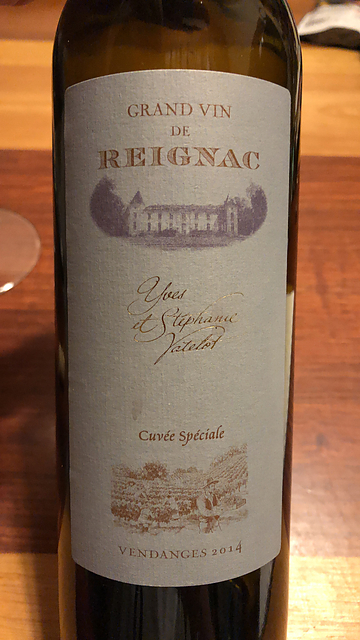 GRAND VIN
DE
REIGNAC
Yves
et Stéphanie
Vatelot
Cuvée Spéciale
VENDANGES 2014